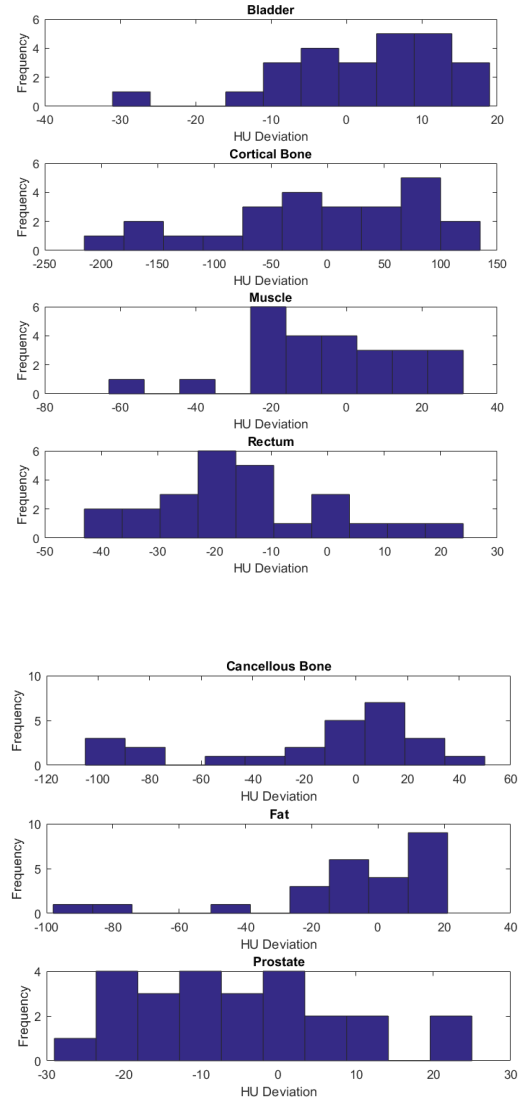 Bladder
6
4
2
0
Frequency
-40 -30 -20 -10 0 10 20
HU Deviation
Cortical Bone
6
4
2
0
Frequency
-250 -200 -150 -100 -50 0 50 100 150
HU Deviation
Muscle
6
4
2
0
Frequency
-80 -60 -40 -20 0 20 40
HU Deviation
Rectum
6
4
2
0
Frequency
-50 -40 -30 -20 -10 0 10 20 30
HU Deviation
Cancellous Bone
10
5
0
Frequency
-120 -100 -80 -60 -40 -20 0 20 40 60
HU Deviation
Fat
10
5
0
Frequency
-100 -80 -60 -40 -20 0 20 40
HU Deviation
Prostate
4
2
0
Frequency
-30 -20 -10 0 10 20 30
HU Deviation